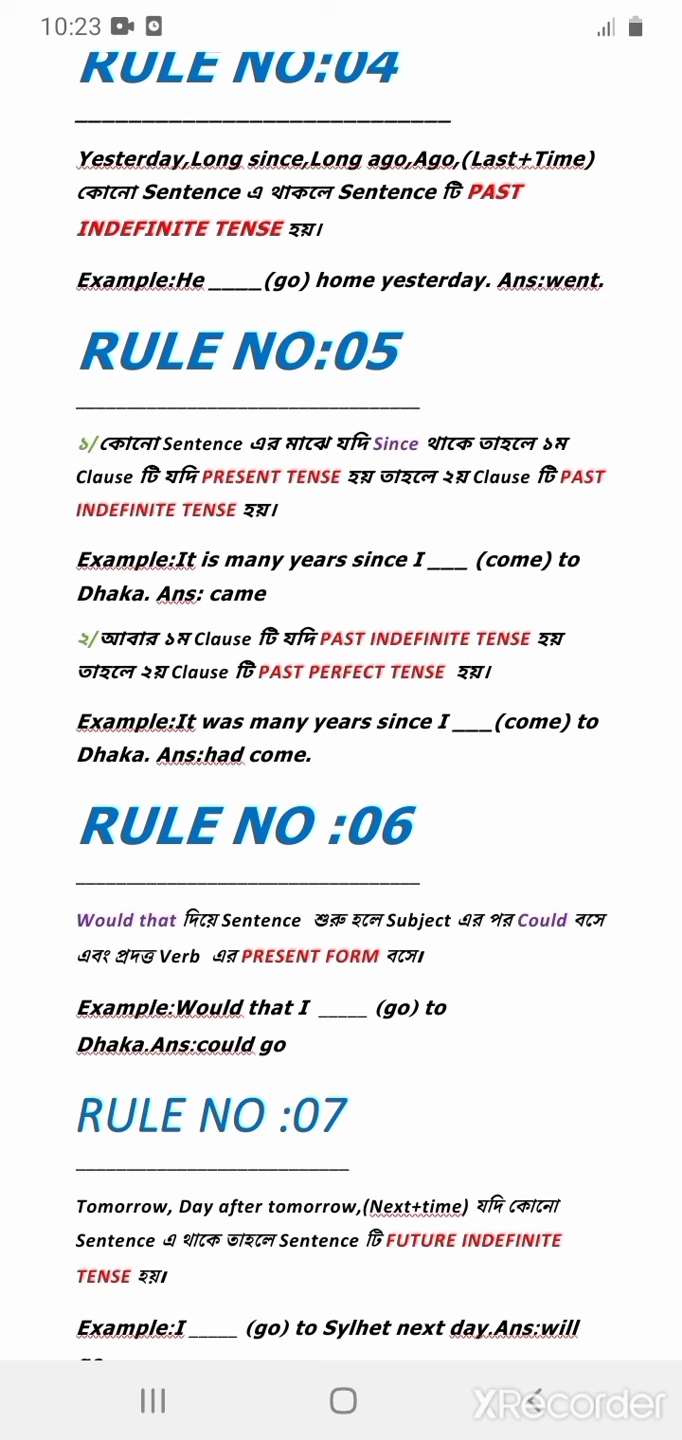 10:23
RULE NO:04
Yesterday,Long since,Long ago,Ago,(Last+Time)
কোনো Sentence এ থাকলে Sentence টি PAST
INDEFINITE TENSE হয়।
Example:He ____(go) home yesterday. Ans:went.
RULE NO:05
১/কোনো Sentence এর মাঝে যদি Since থাকে তাহলে ১ম
Clause টি যদি PRESENT TENSE হয় তাহলে ২য় Clause টি PAST
INDEFINITE TENSE হয়।
Example:It is many years since I ___ (come) to
Dhaka. Ans: came
২/আবার ১ম Clause টি যদি PAST INDEFINITE TENSE হয়
তাহলে ২য় Clause টি PAST PERFECT TENSE হয়।
Example:It was many years since I ___(come) to
Dhaka. Ans:had come.
RULE NO :06
Would that দিয়ে Sentence শুরু হলে Subject এর পর Could বসে
এবং প্রদত্ত Verb এর PRESENT FORM বসে।
Example:Would that I _____ (go) to
Dhaka.Ans:could go
RULE NO :07
Tomorrow, Day after tomorrow,(Next+time) যদি কোনো
Sentence এ থাকে তাহলে Sentence টি FUTURE INDEFINITE
TENSE হয়।
Example:I _____ (go) to Sylhet next day.Ans:will
XRecorder